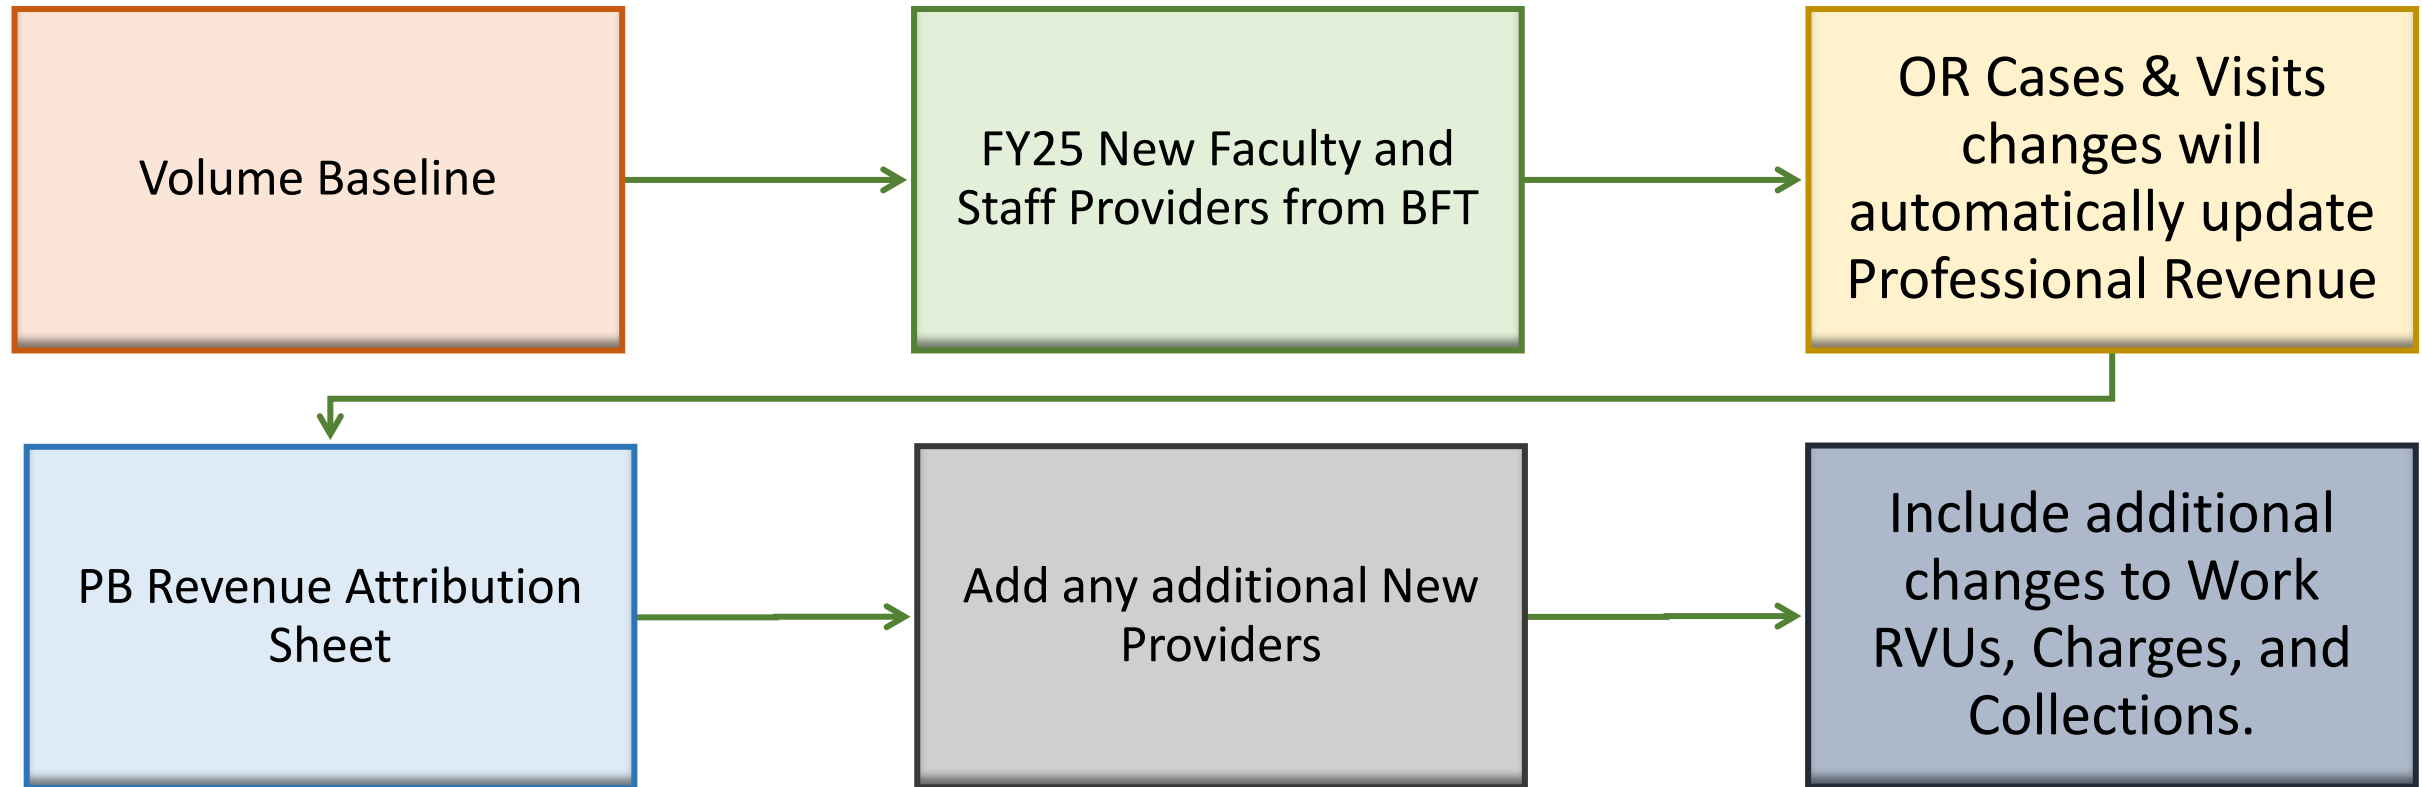 Volume Baseline
FY25 New Faculty and
Staff Providers from BFT
OR Cases & Visits
changes will
automatically update
Professional Revenue
PB Revenue Attribution
Sheet
Add any additional New
Providers
Include additional
changes to Work
RVUs, Charges, and
Collections.